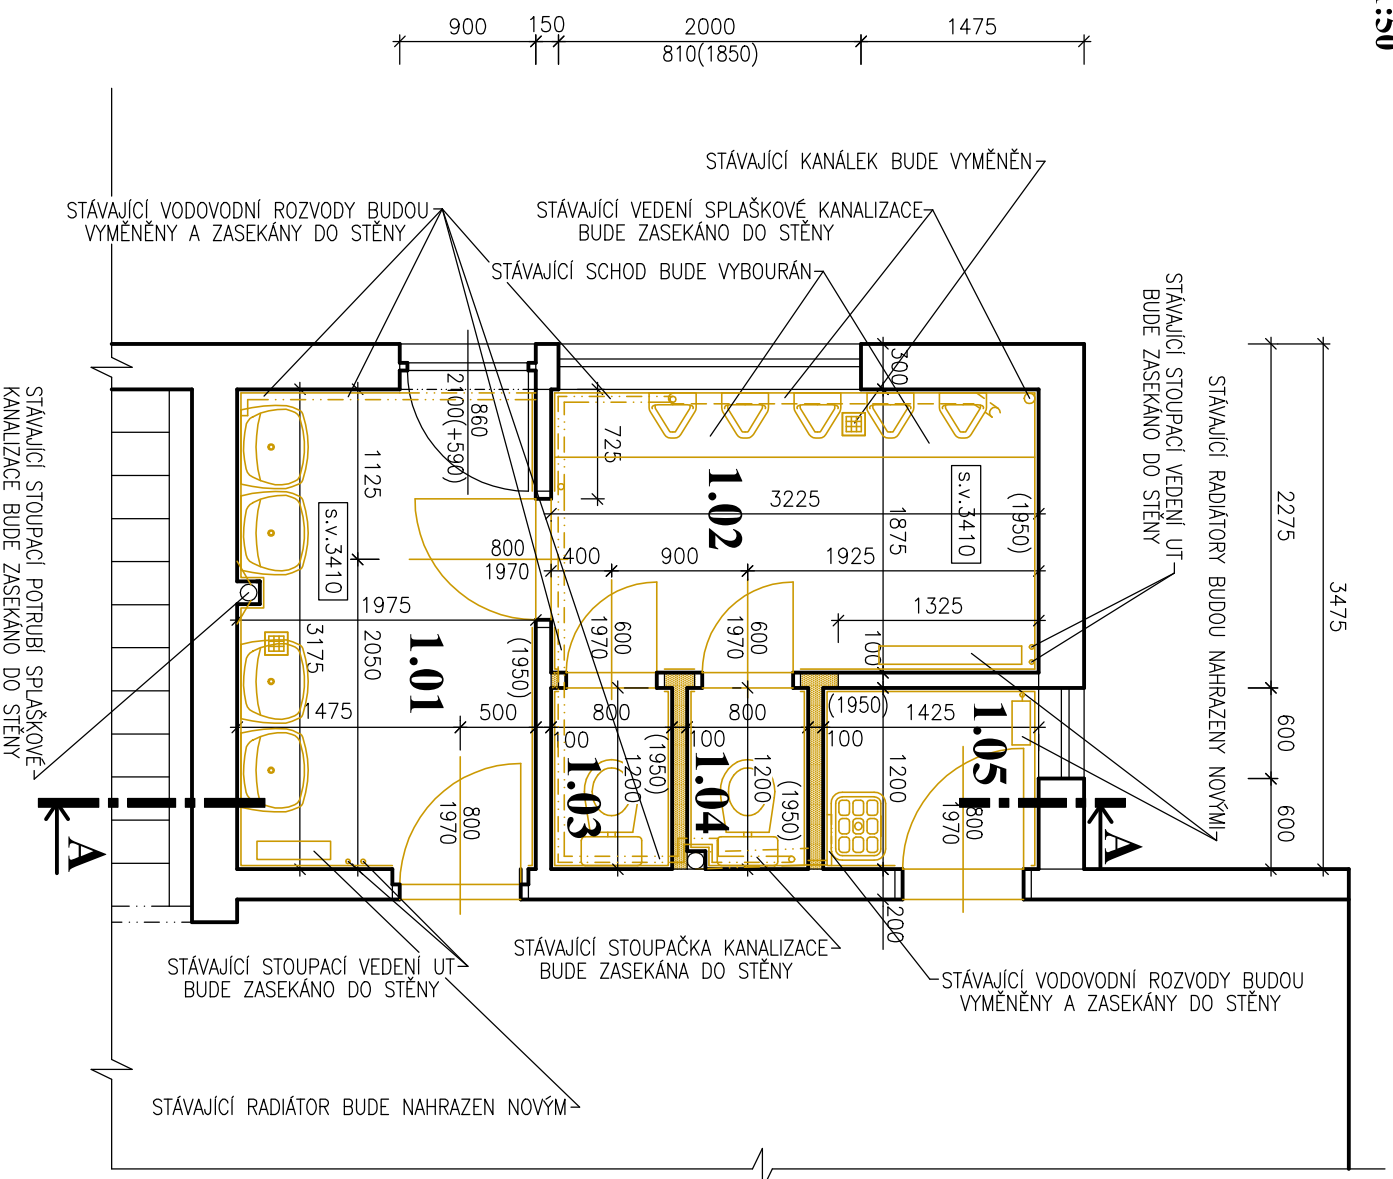 1:50
900
150
2000
810(1850)
1475
STÁVAJÍCÍ KANÁLEK BUDE VYMĚNĚN
STÁVAJÍCÍ VODOVODNÍ ROZVODY BUDOU
VYMĚNĚNY A ZASEKÁNY DO STĚNY
STÁVAJÍCÍ VEDENÍ SPLAŠKOVÉ KANALIZACE
BUDE ZASEKÁNO DO STĚNY
STÁVAJÍCÍ SCHOD BUDE VYBOURÁN
STÁVAJÍCÍ STOUPACÍ VEDENÍ UT
BUDE ZASEKÁNO DO STĚNY
STÁVAJÍCÍ RADIÁTORY BUDOU NAHRAZENY NOVÝMI
2275
3475
600
600
STÁVAJÍCÍ STOUPACÍ POTRUBÍ SPLAŠKOVÉ
KANALIZACE BUDE ZASEKÁNO DO STĚNY
300
860
2100(+590)
725
1125
s.v.3410
1.02
3225
1875
s.v.3410
(1950)
800
1970
400
900
1925
1975
3175
2050
1.01
(1950)
600
1970
600
1970
1325
100
1475
500
800
100
800
100
(1950)
1425
1.05
1.03
1200
(1950)
1.04
1200
(1950)
1200
800
1970
800
1970
A
A
200
STÁVAJÍCÍ STOUPACÍ VEDENÍ UT
BUDE ZASEKÁNO DO STĚNY
STÁVAJÍCÍ STOUPAČKA KANALIZACE
BUDE ZASEKÁNA DO STĚNY
STÁVAJÍCÍ VODOVODNÍ ROZVODY BUDOU
VYMĚNĚNY A ZASEKÁNY DO STĚNY
STÁVAJÍCÍ RADIÁTOR BUDE NAHRAZEN NOVÝM